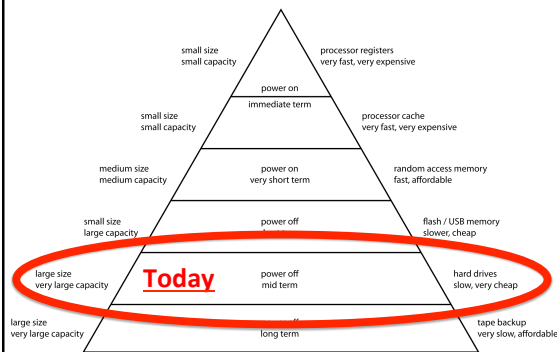 small size
small capacity
processor registers
very fast, very expensive
power on
immediate term
small size
small capacity
processor cache
very fast, very expensive
medium size
medium capacity
power on
very short term
random access memory
fast, affordable
small size
large capacity
power off
flash / USB memory
slower, cheap
large size
very large capacity
Today
power off
mid term
hard drives
slow, very cheap
large size
very large capacity
power off
long term
tape backup
very slow, affordable